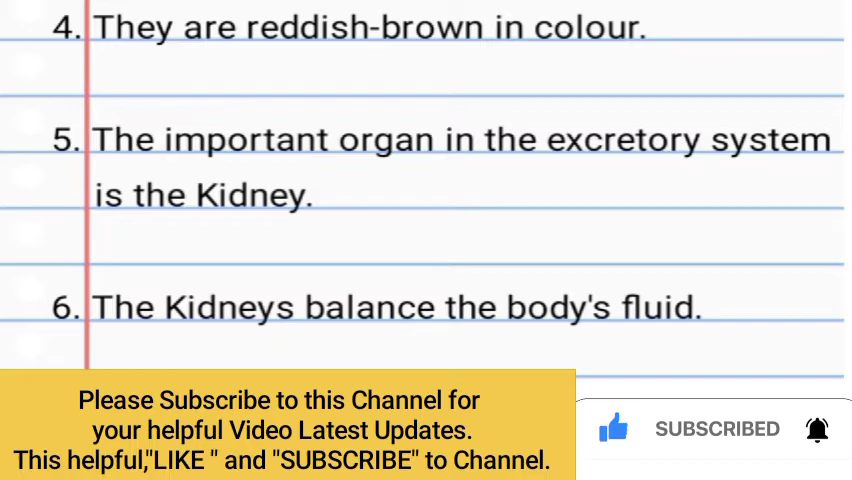 4. They are reddish-brown in colour.
5. The important organ in the excretory system
is the Kidney.
6. The Kidneys balance the body's fluid.
Please Subscribe to this Channel for
your helpful Video Latest Updates.
This helpful,"LIKE " and "SUBSCRIBE" to Channel.
SUBSCRIBED